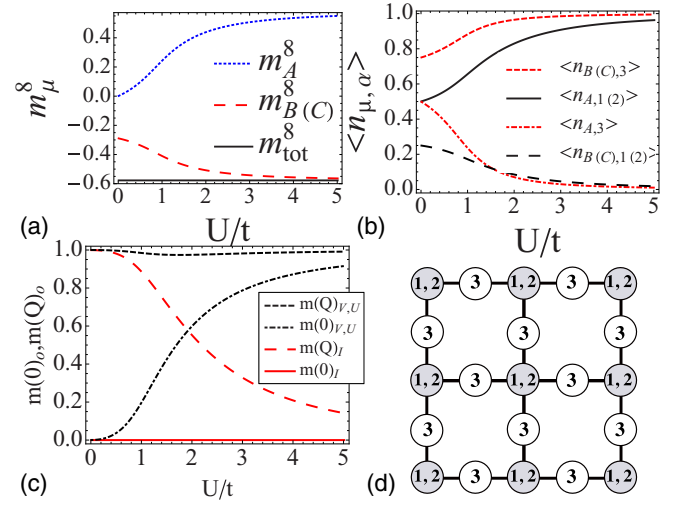 0.4
0.2
0.0
−0.2
−0.4
−0.6
m^8_μ
m^8_A
m^8_B(C)
m^8_tot
0 1 2 3 4 5
(a)
U/t
1.0
0.8
0.6
0.4
0.2
0.0
<n_μ,α>
<n_B(C),3>
<n_A,1(2)>
<n_A,3>
<n_B(C),1(2)>
0 1 2 3 4 5
(b)
U/t
1.0
0.8
0.6
0.4
0.2
0.0
m(0)_o,m(Q)_o
m(Q)_V,U
m(0)_V,U
m(Q)_I
m(0)_I
0 1 2 3 4 5
(c)
U/t
1, 2 3 1, 2 3 1, 2
3 3 3
1, 2 3 1, 2 3 1, 2
3 3 3
1, 2 3 1, 2 3 1, 2
(d)